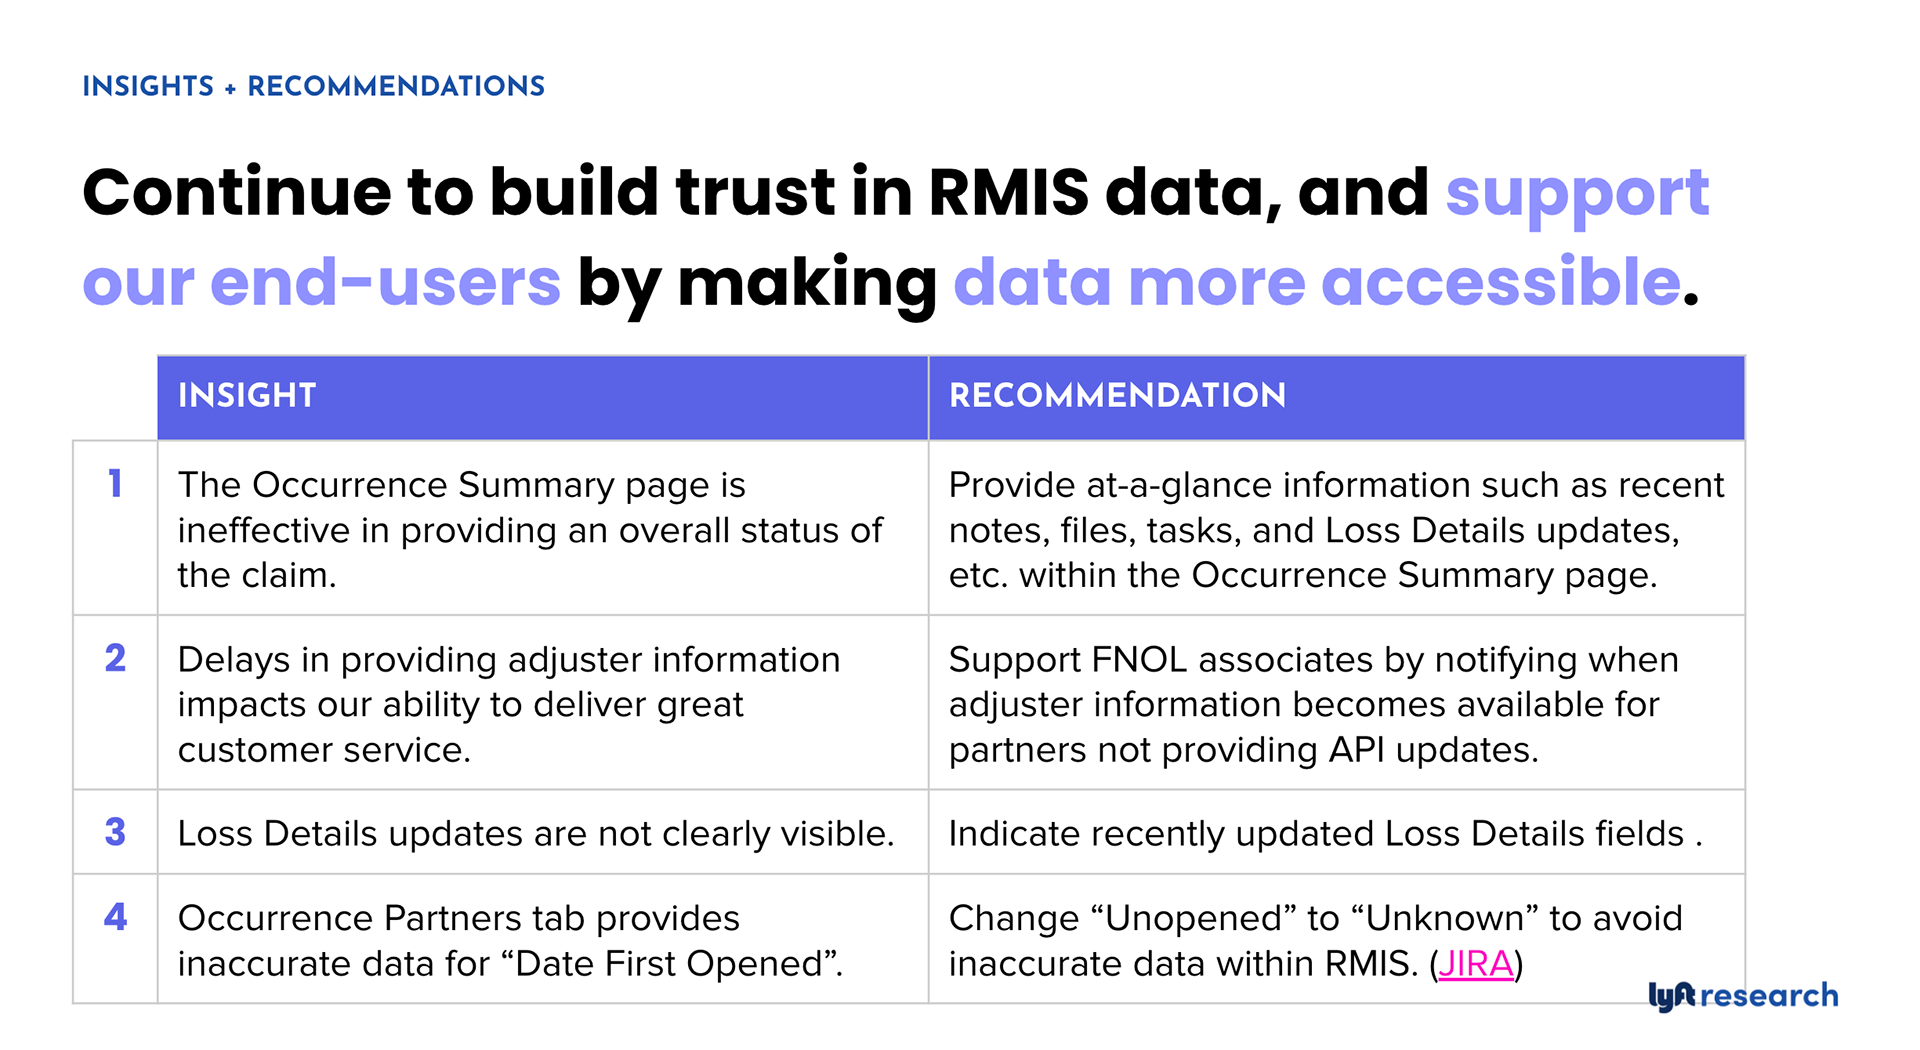 INSIGHTS + RECOMMENDATIONS
Continue to build trust in RMIS data, and support
our end-users by making data more accessible.
INSIGHT
RECOMMENDATION
1
The Occurrence Summary page is
ineffective in providing an overall status of
the claim.
Provide at-a-glance information such as recent
notes, files, tasks, and Loss Details updates,
etc. within the Occurrence Summary page.
2
Delays in providing adjuster information
impacts our ability to deliver great
customer service.
Support FNOL associates by notifying when
adjuster information becomes available for
partners not providing API updates.
3
Loss Details updates are not clearly visible.
Indicate recently updated Loss Details fields .
4
Occurrence Partners tab provides
inaccurate data for “Date First Opened”.
Change “Unopened” to “Unknown” to avoid
inaccurate data within RMIS. (JIRA)
lyft research